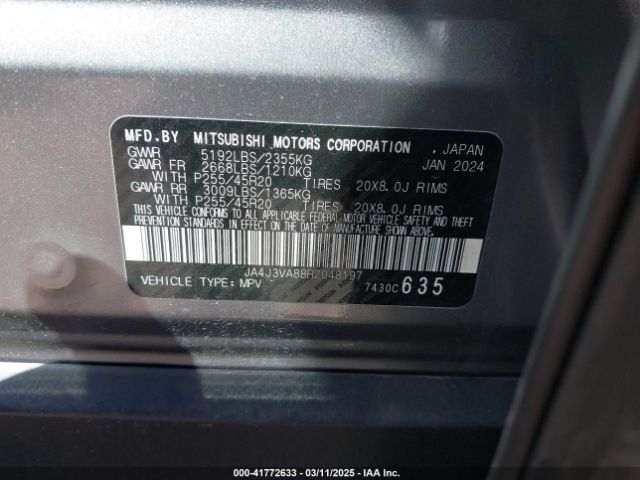 MFD.BY MITSUBISHI MOTORS CORPORATION , JAPAN
GVWR 5192LBS/2355KG JAN 2024
GAWR FR 2668LBS/1210KG
WITH P255/45R20 TIRES 20X8.0J RIMS
GAWR RR 3009LBS/1365KG
WITH P255/45R20 TIRES 20X8.0J RIMS
THIS VEHICLE CONFORMS TO ALL APPLICABLE FEDERAL MOTOR VEHICLE SAFETY AND THEFT
PREVENTION STANDARDS IN EFFECT ON THE DATE OF MANUFACTURE SHOWN ABOVE.
JA4J3VA88RZ048197
VEHICLE TYPE: MPV 7430C 635
000-41772633 - 03/11/2025 - IAA Inc.